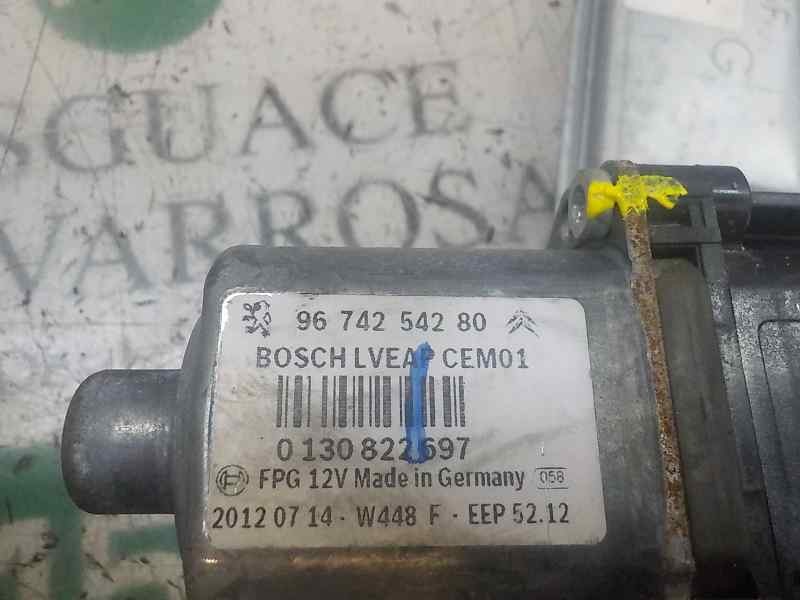 SGUACE
VARROSA
G
96 742 542 80
BOSCH LVEAP CEM01
0 130 822 697
FPG 12V Made in Germany 058
2012 07 14 - W448 F - EEP 52.12